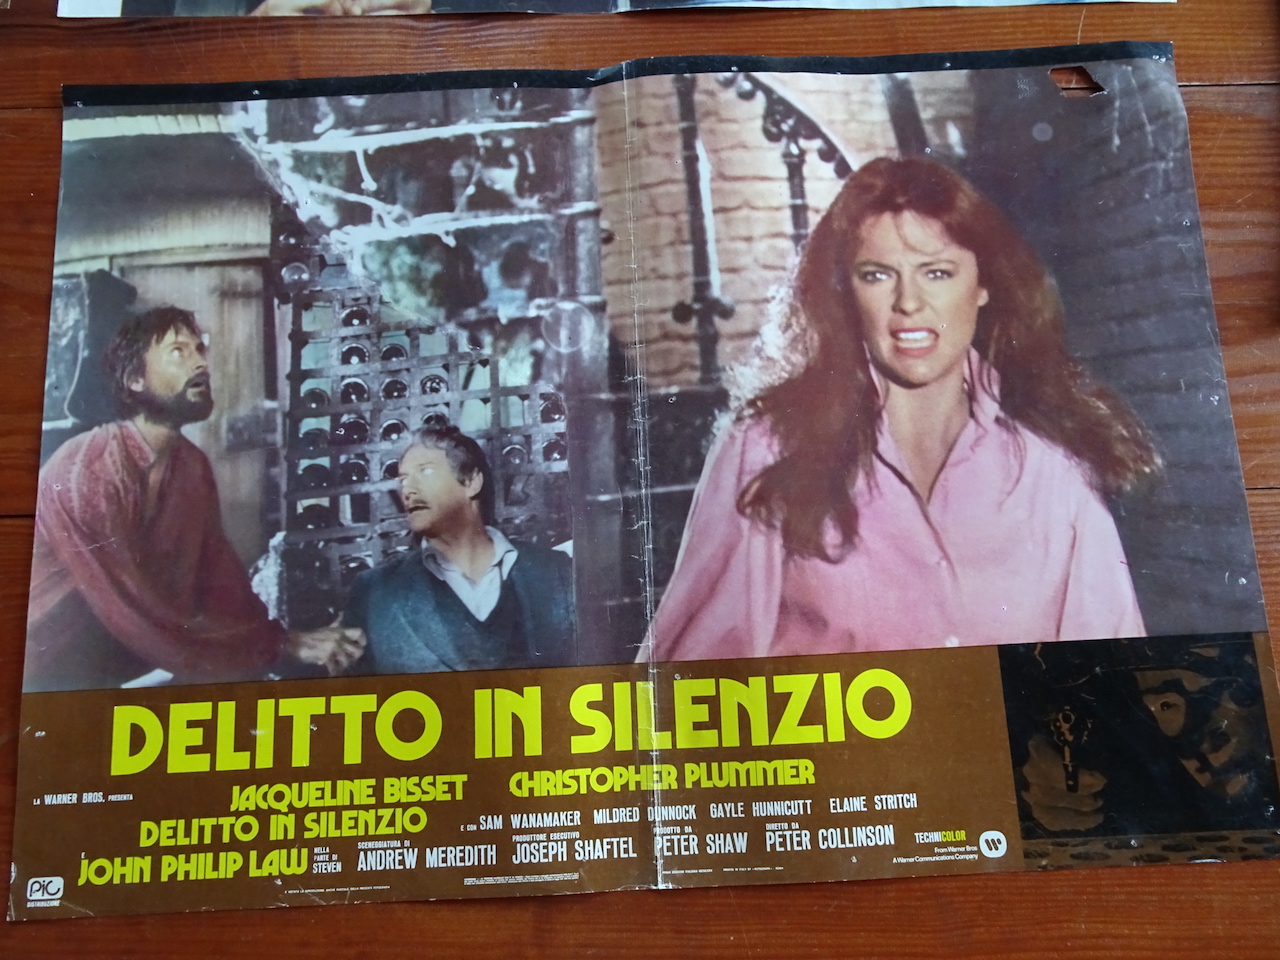 DELITTO IN SILENZIO
LA WARNER BROS. PRESENTA
JACQUELINE BISSET CHRISTOPHER PLUMMER
DELITTO IN SILENZIO
E CON SAM WANAMAKER MILDRED DUNNOCK GAYLE HUNNICUTT ELAINE STRITCH
E JOHN PHILIP LAW NELLA PARTE DI STEVEN
SCENEGGIATURA DI ANDREW MEREDITH
PRODUTTORE ESECUTIVO JOSEPH SHAFTEL
PRODOTTO DA PETER SHAW
DIRETTO DA PETER COLLINSON
TECHNICOLOR
From Warner Bros
A Warner Communications Company
PIC
DISTRIBUZIONE